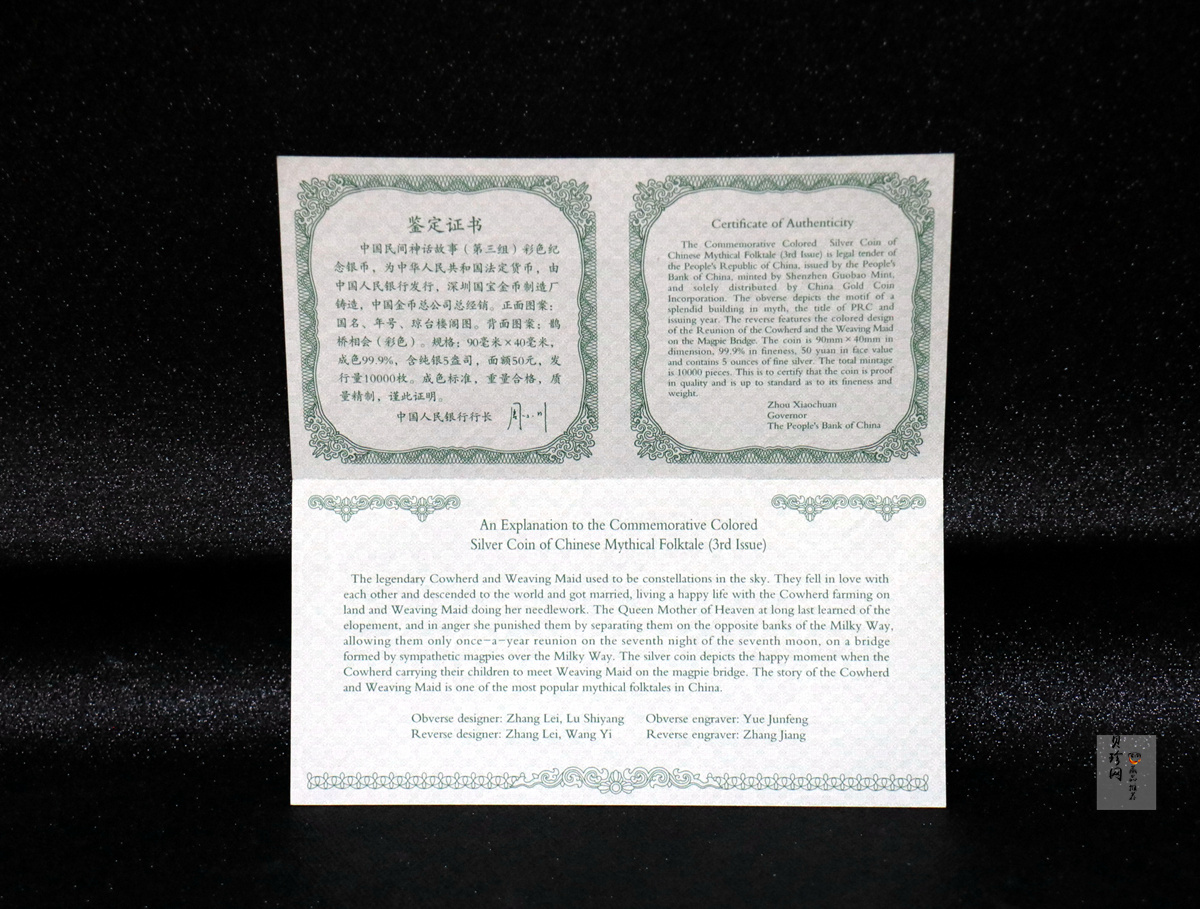 鉴定证书
中国民间神话故事（第三组）彩色纪
念银币，为中华人民共和国法定货币，由
中国人民银行发行，深圳国宝金币制造厂
铸造，中国金币总公司总经销。正面图案：
国名、年号、琼台楼阁图。背面图案：鹊
桥相会（彩色）。规格：90毫米×40毫米，
成色99.9%，含纯银5盎司，面额50元，发
行量10000枚。成色标准，重量合格，质
量精制，谨此证明。
中国人民银行行长
Certificate of Authenticity
The Commemorative Colored Silver Coin of
Chinese Mythical Folktale (3rd Issue) is legal tender of
the People's Republic of China, issued by the People's
Bank of China, minted by Shenzhen Guobao Mint,
and solely distributed by China Gold Coin
Incorporation. The obverse depicts the motif of a
splendid building in myth, the title of PRC and
issuing year. The reverse features the colored design
of the Reunion of the Cowherd and the Weaving Maid
on the Magpie Bridge. The coin is 90mm×40mm in
dimension, 99.9% in fineness, 50 yuan in face value
and contains 5 ounces of fine silver. The total mintage
is 10000 pieces. This is to certify that the coin is proof
in quality and is up to standard as to its fineness and
weight.
Zhou Xiaochuan
Governor
The People's Bank of China
An Explanation to the Commemorative Colored
Silver Coin of Chinese Mythical Folktale (3rd Issue)
The legendary Cowherd and Weaving Maid used to be constellations in the sky. They fell in love with
each other and descended to the world and got married, living a happy life with the Cowherd farming on
land and Weaving Maid doing her needlework. The Queen Mother of Heaven at long last learned of the
elopement, and in anger she punished them by separating them on the opposite banks of the Milky Way,
allowing them only once-a-year reunion on the seventh night of the seventh moon, on a bridge
formed by sympathetic magpies over the Milky Way. The silver coin depicts the happy moment when the
Cowherd carrying their children to meet Weaving Maid on the magpie bridge. The story of the Cowherd
and Weaving Maid is one of the most popular mythical folktales in China.
Obverse designer: Zhang Lei, Lu Shiyang Obverse engraver: Yue Junfeng
Reverse designer: Zhang Lei, Wang Yi Reverse engraver: Zhang Jiang
贝珍网